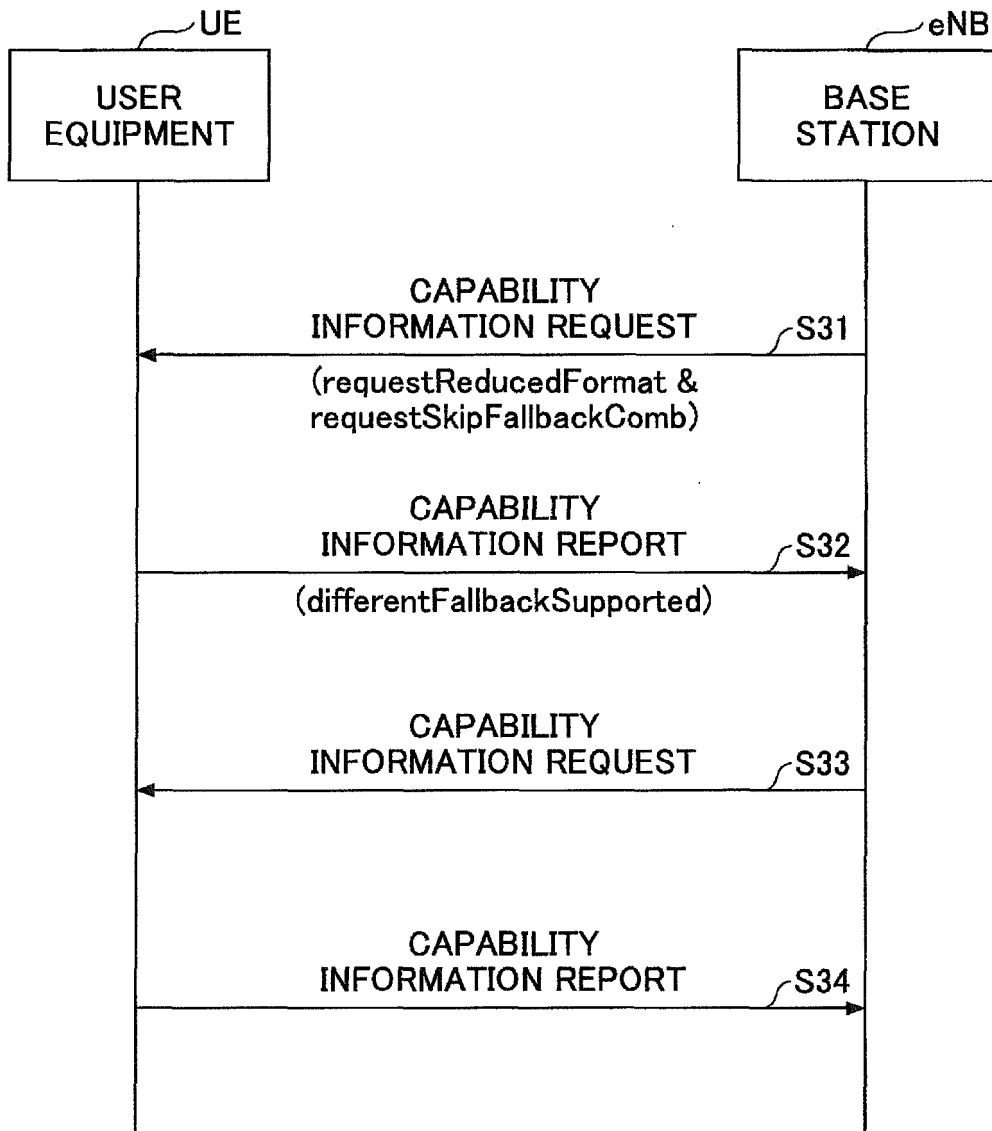 UE
eNB
USER
EQUIPMENT
BASE
STATION
CAPABILITY
INFORMATION REQUEST
S31
(requestReducedFormat &
requestSkipFallbackComb)
CAPABILITY
INFORMATION REPORT
S32
(differentFallbackSupported)
CAPABILITY
INFORMATION REQUEST
S33
CAPABILITY
INFORMATION REPORT
S34